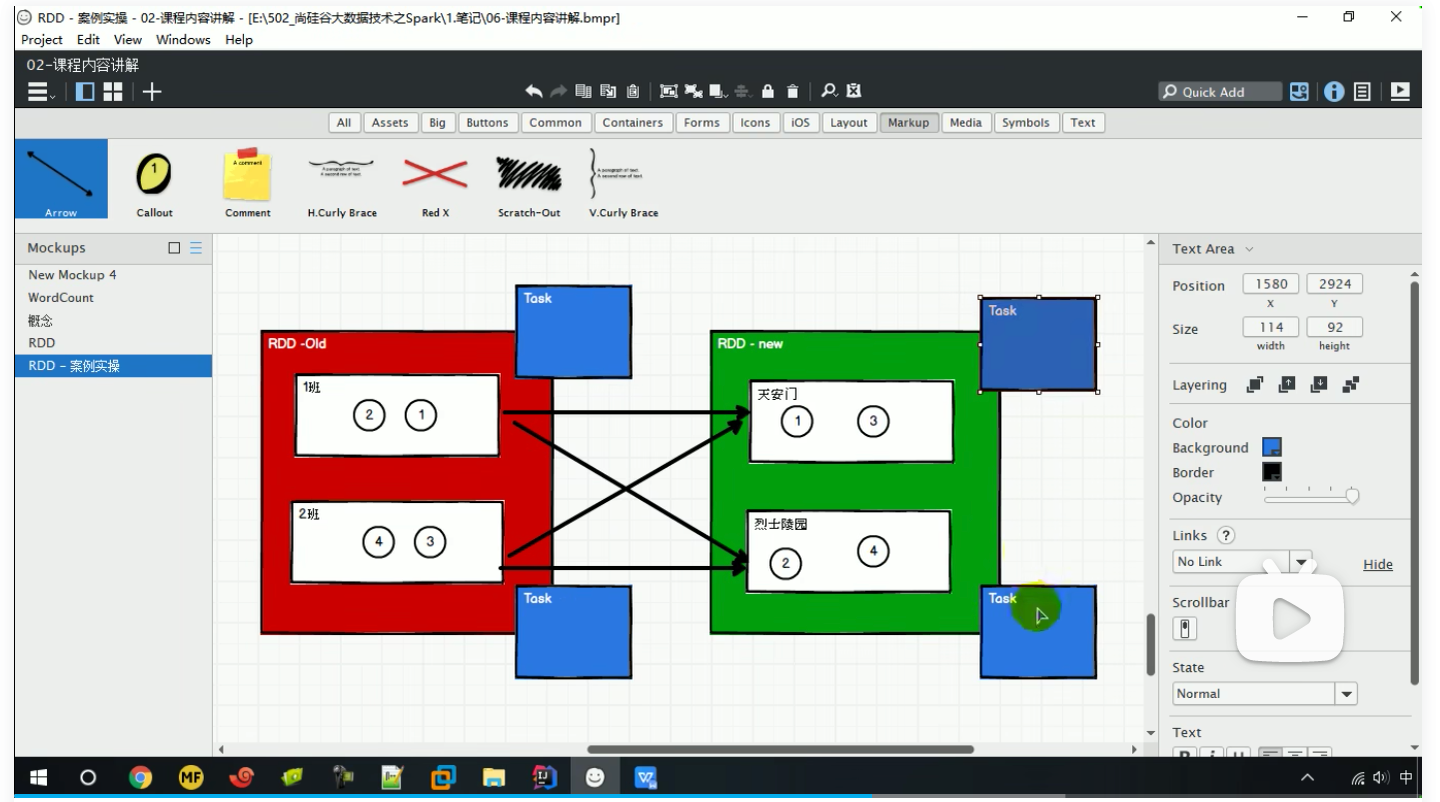 RDD - 案例实操 - 02-课程内容讲解 - [E:\502_尚硅谷大数据技术之Spark\1.笔记\06-课程内容讲解.bmpr]
Project Edit View Windows Help
02-课程内容讲解
Quick Add
All Assets Big Buttons Common Containers Forms Icons iOS Layout Markup Media Symbols Text
1
A comment
A paragraph of text.
A second row of text.
A paragraph of text.
A second row of text.
Arrow Callout Comment H.Curly Brace Red X Scratch-Out V.Curly Brace
Mockups
New Mockup 4
WordCount
概念
RDD
RDD - 案例实操
Task
RDD -Old
1班
2 1
2班
4 3
Task
Task
RDD - new
天安门
1 3
烈士陵园
2 4
Task
Text Area
Position 1580 2924
X Y
Size 114 92
width height
Layering
Color
Background
Border
Opacity
Links ?
No Link Hide
Scrollbar
State
Normal
Text
B i U
MF
中